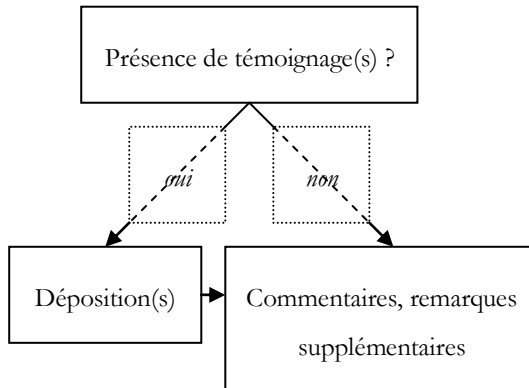 Présence de témoignage(s) ?
oui
non
Déposition(s)
Commentaires, remarques
supplémentaires